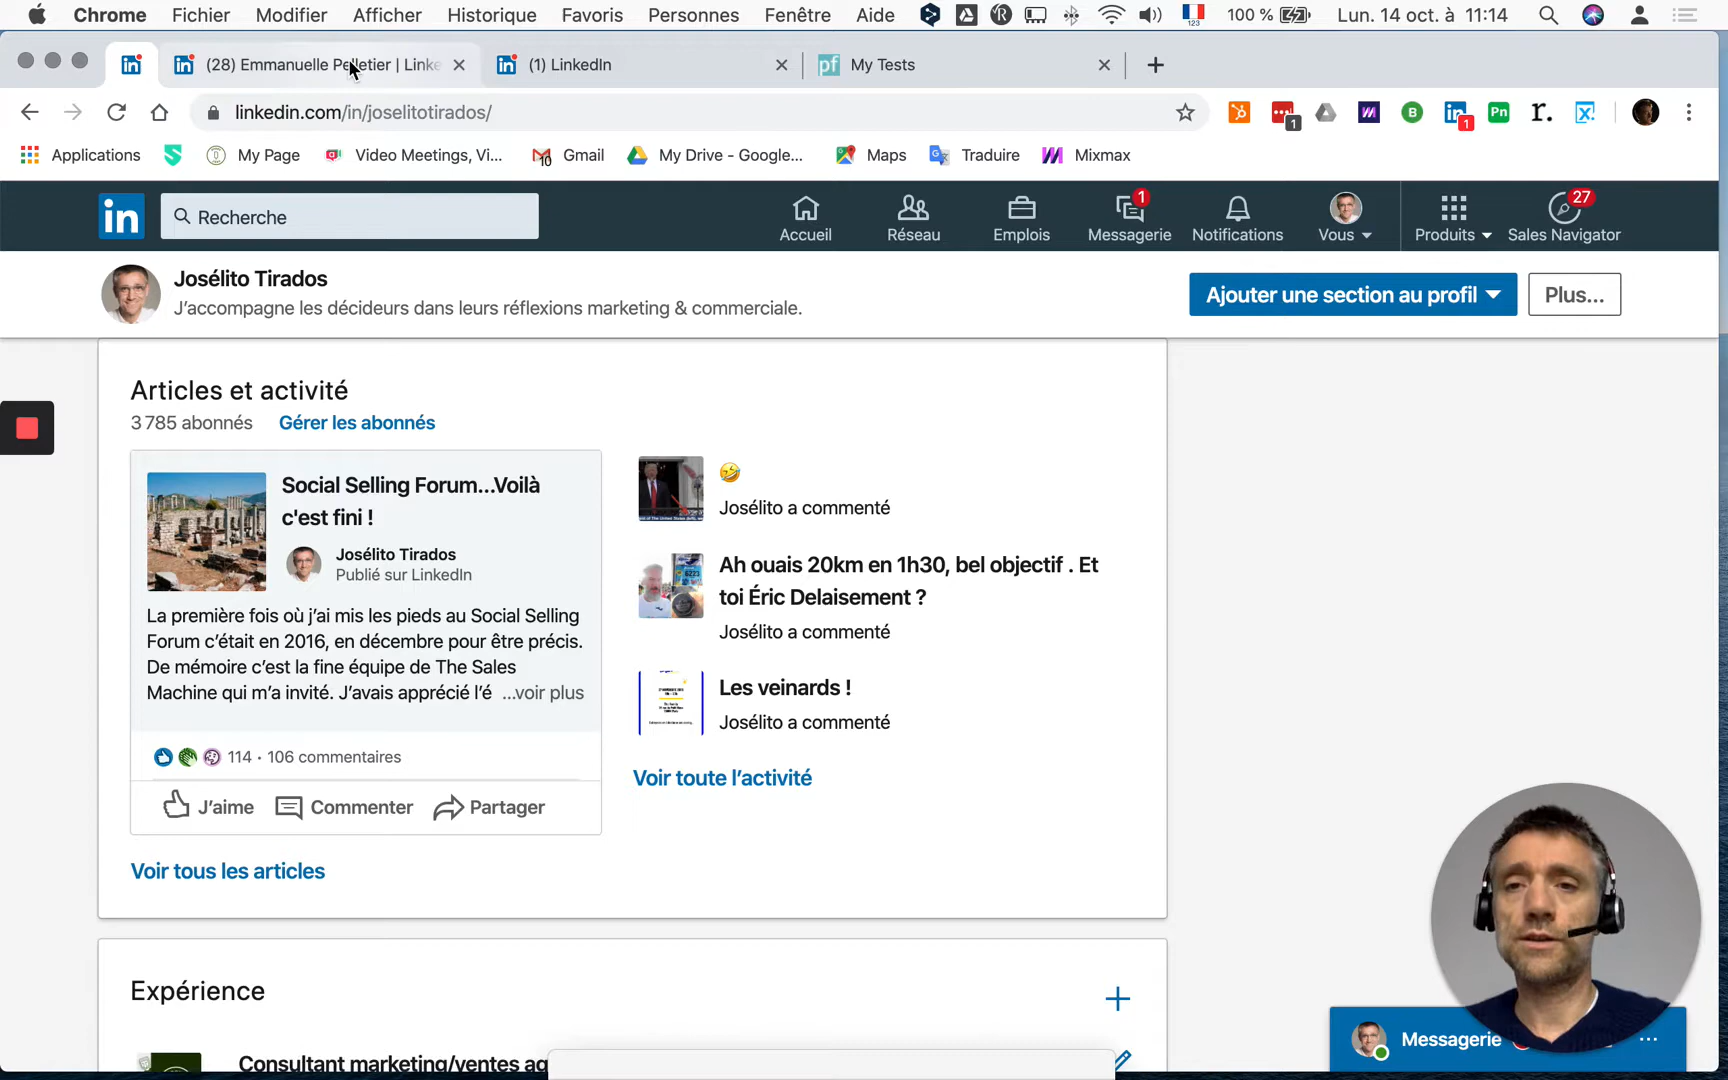 Chrome Fichier Modifier Afficher Historique Favoris Personnes Fenêtre Aide 123 100 % Lun. 14 oct. à 11:14
(28) Emmanuelle Pelletier | Linke (1) LinkedIn pf My Tests
linkedin.com/in/joselitotirados/ 1 B 1 Pn r.
Applications My Page Video Meetings, Vi... Gmail My Drive - Google... Maps Traduire Mixmax
in Recherche Accueil Réseau Emplois 1 Messagerie Notifications Vous Produits 27 Sales Navigator
Josélito Tirados
J'accompagne les décideurs dans leurs réflexions marketing & commerciale.
Ajouter une section au profil Plus...
Articles et activité
3 785 abonnés Gérer les abonnés
Social Selling Forum...Voilà
c'est fini !
Josélito Tirados
Publié sur LinkedIn
La première fois où j'ai mis les pieds au Social Selling
Forum c'était en 2016, en décembre pour être précis.
De mémoire c'est la fine équipe de The Sales
Machine qui m'a invité. J'avais apprécié l'é ...voir plus
114 · 106 commentaires
J'aime Commenter Partager
Voir tous les articles
🤣
Josélito a commenté
Ah ouais 20km en 1h30, bel objectif . Et
toi Éric Delaisement ?
Josélito a commenté
Les veinards !
Josélito a commenté
Voir toute l'activité
Expérience
Consultant marketing/ventes ag
Messagerie